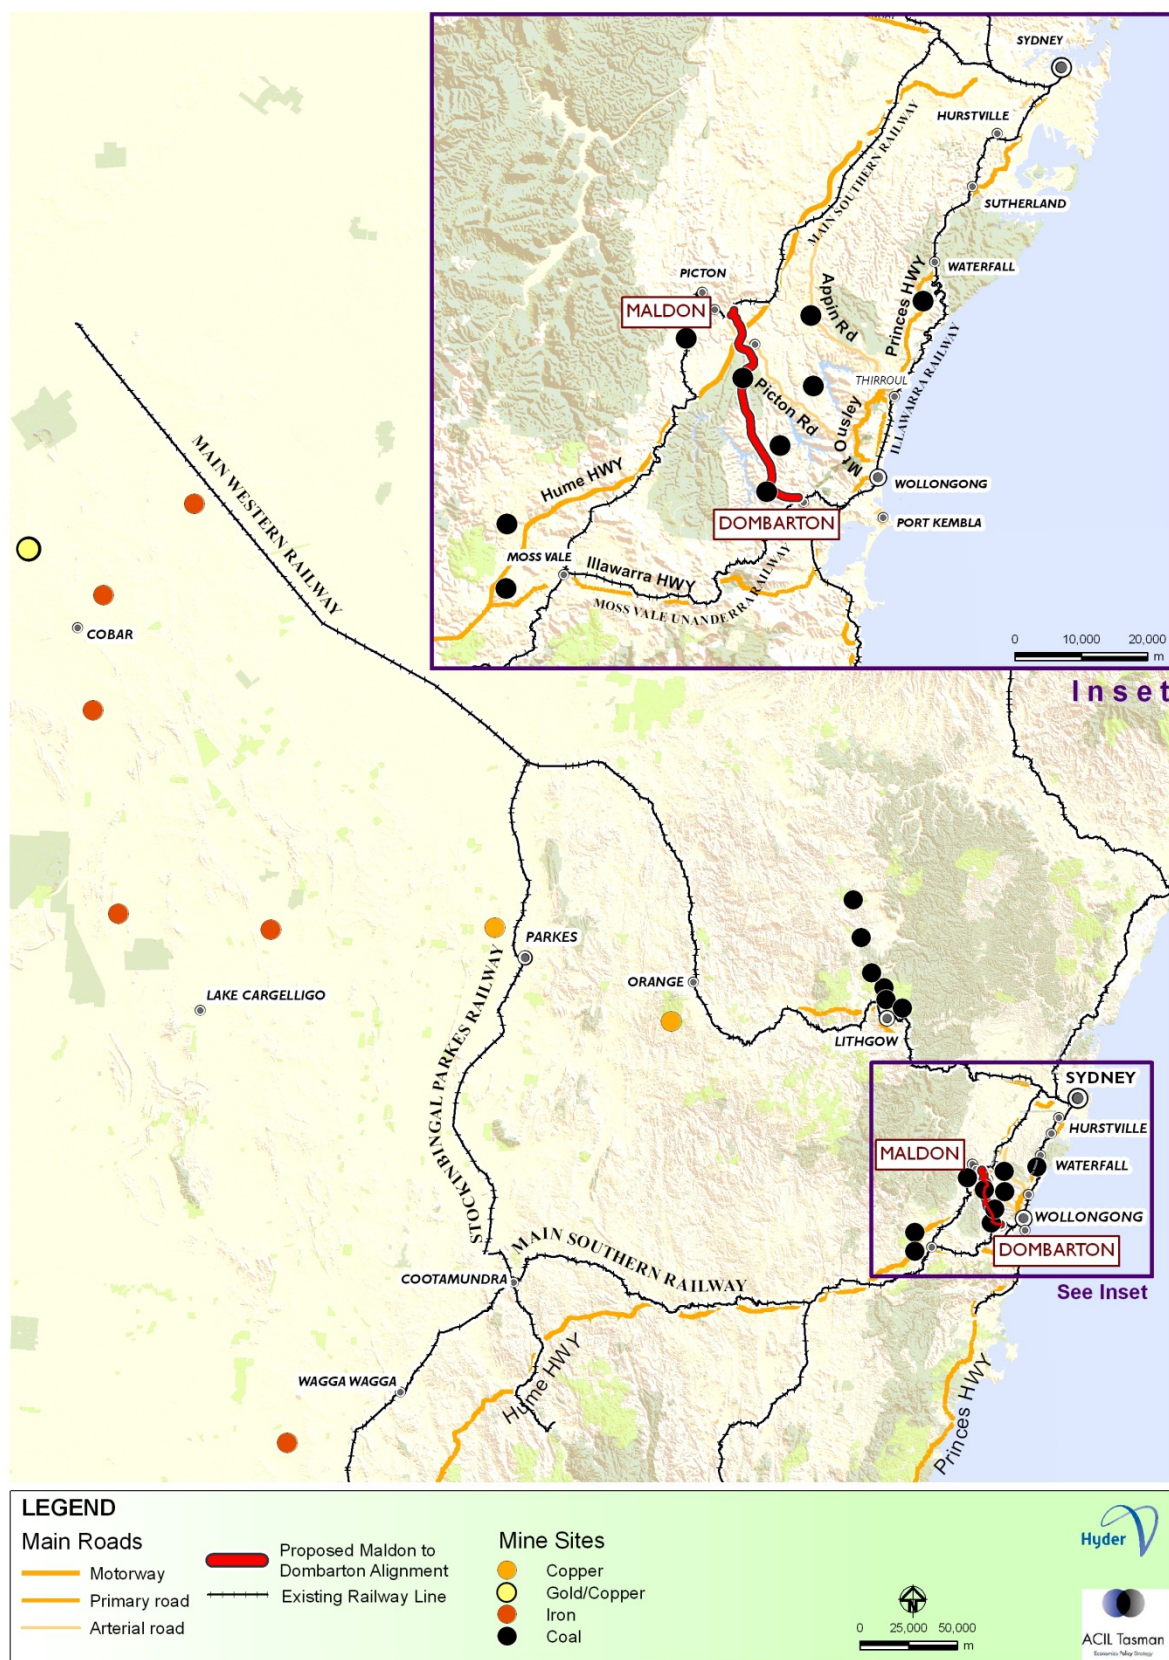 SYDNEY
HURSTVILLE
MAIN SOUTHERN RAILWAY
SUTHERLAND
WATERFALL
PICTON
Princes HWY
MALDON
Appin Rd
ILLAWARRA RAILWAY
THIRROUL
Picton Rd
Mt Ousley
Hume HWY
WOLLONGONG
DOMBARTON
PORT KEMBLA
MOSS VALE
Illawarra HWY
MOSS VALE UNANDERRA RAILWAY
0 10,000 20,000
m
Inset
MAIN WESTERN RAILWAY
COBAR
PARKES
ORANGE
LAKE CARGELLIGO
STOCKINBINGAL PARKES RAILWAY
LITHGOW
SYDNEY
HURSTVILLE
MALDON
WATERFALL
WOLLONGONG
DOMBARTON
MAIN SOUTHERN RAILWAY
COOTAMUNDRA
See Inset
WAGGA WAGGA
Hume HWY
Princes HWY
LEGEND
Main Roads
Motorway
Primary road
Arterial road
Proposed Maldon to
Dombarton Alignment
Existing Railway Line
Mine Sites
Copper
Gold/Copper
Iron
Coal
N
0 25,000 50,000
m
Hyder
ACIL Tasman
Economics Policy Strategy